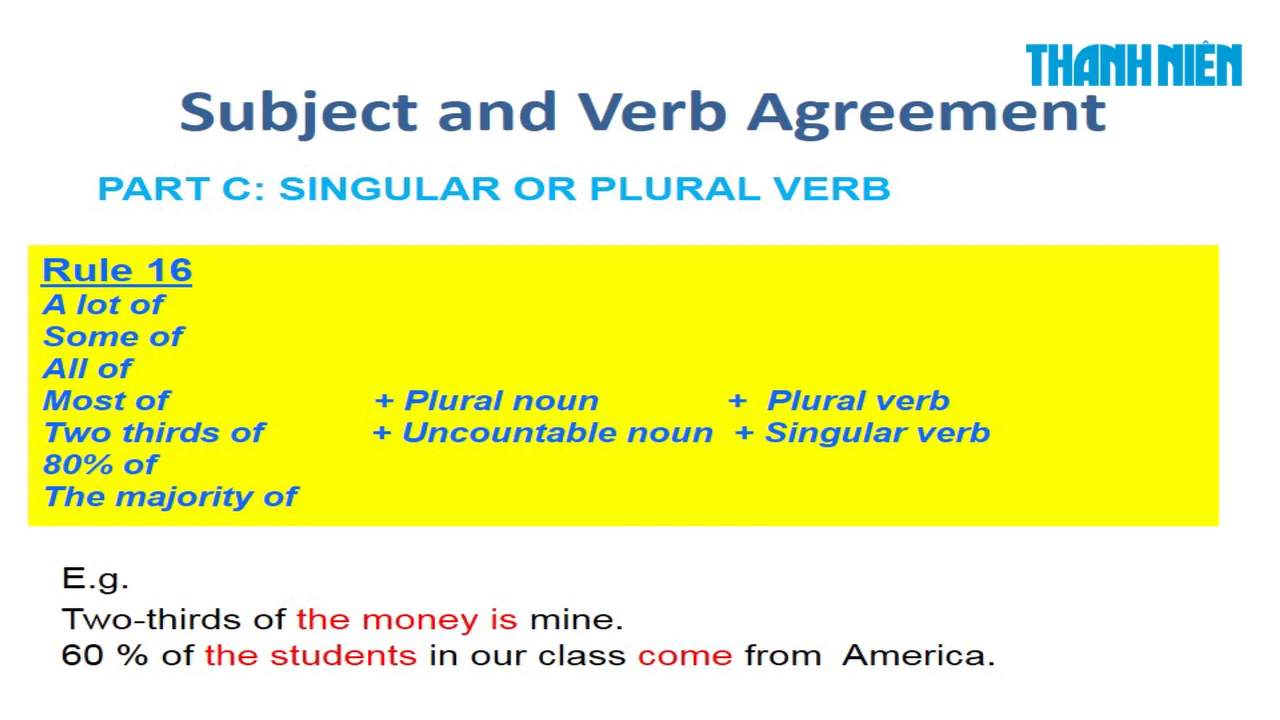 THANH NIÊN
Subject and Verb Agreement
PART C: SINGULAR OR PLURAL VERB
Rule 16
A lot of
Some of
All of
Most of + Plural noun + Plural verb
Two thirds of + Uncountable noun + Singular verb
80% of
The majority of
E.g.
Two-thirds of the money is mine.
60 % of the students in our class come from America.